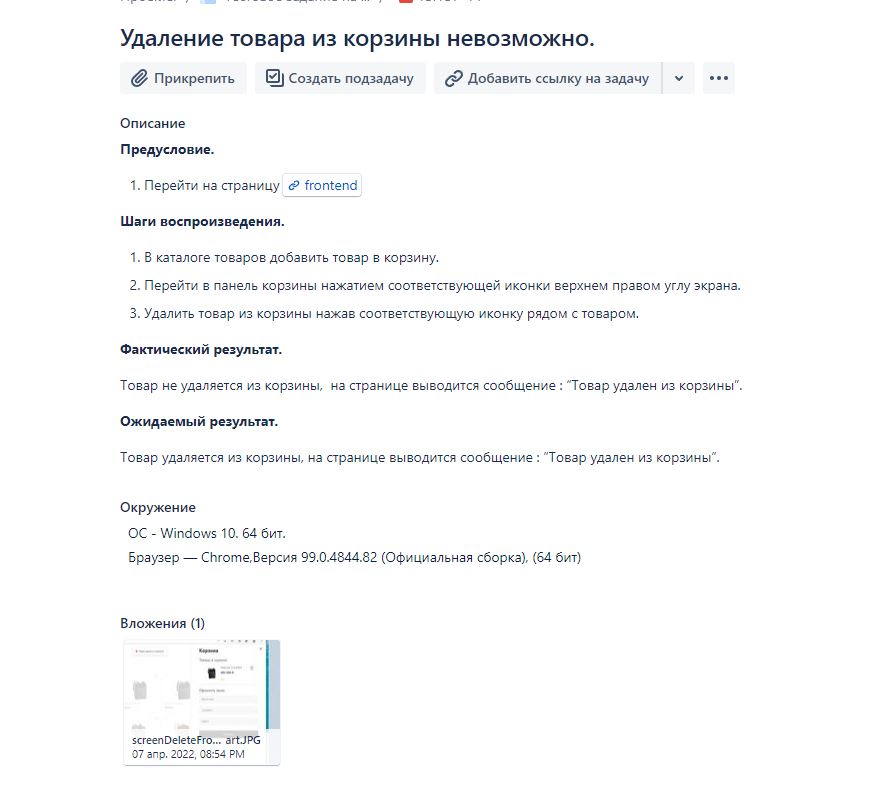 Удаление товара из корзины невозможно.
Прикрепить
Создать подзадачу
Добавить ссылку на задачу
Описание
Предусловие.
1. Перейти на страницу frontend
Шаги воспроизведения.
1. В каталоге товаров добавить товар в корзину.
2. Перейти в панель корзины нажатием соответствующей иконки верхнем правом углу экрана.
3. Удалить товар из корзины нажав соответствующую иконку рядом с товаром.
Фактический результат.
Товар не удаляется из корзины,  на странице выводится сообщение : “Товар удален из корзины”.
Ожидаемый результат.
Товар удаляется из корзины, на странице выводится сообщение : “Товар удален из корзины”.
Окружение
ОС - Windows 10. 64 бит.
Браузер — Chrome,Версия 99.0.4844.82 (Официальная сборка), (64 бит)
Вложения (1)
Корзина
screenDeleteFro... art.JPG
07 апр. 2022, 08:54 PM